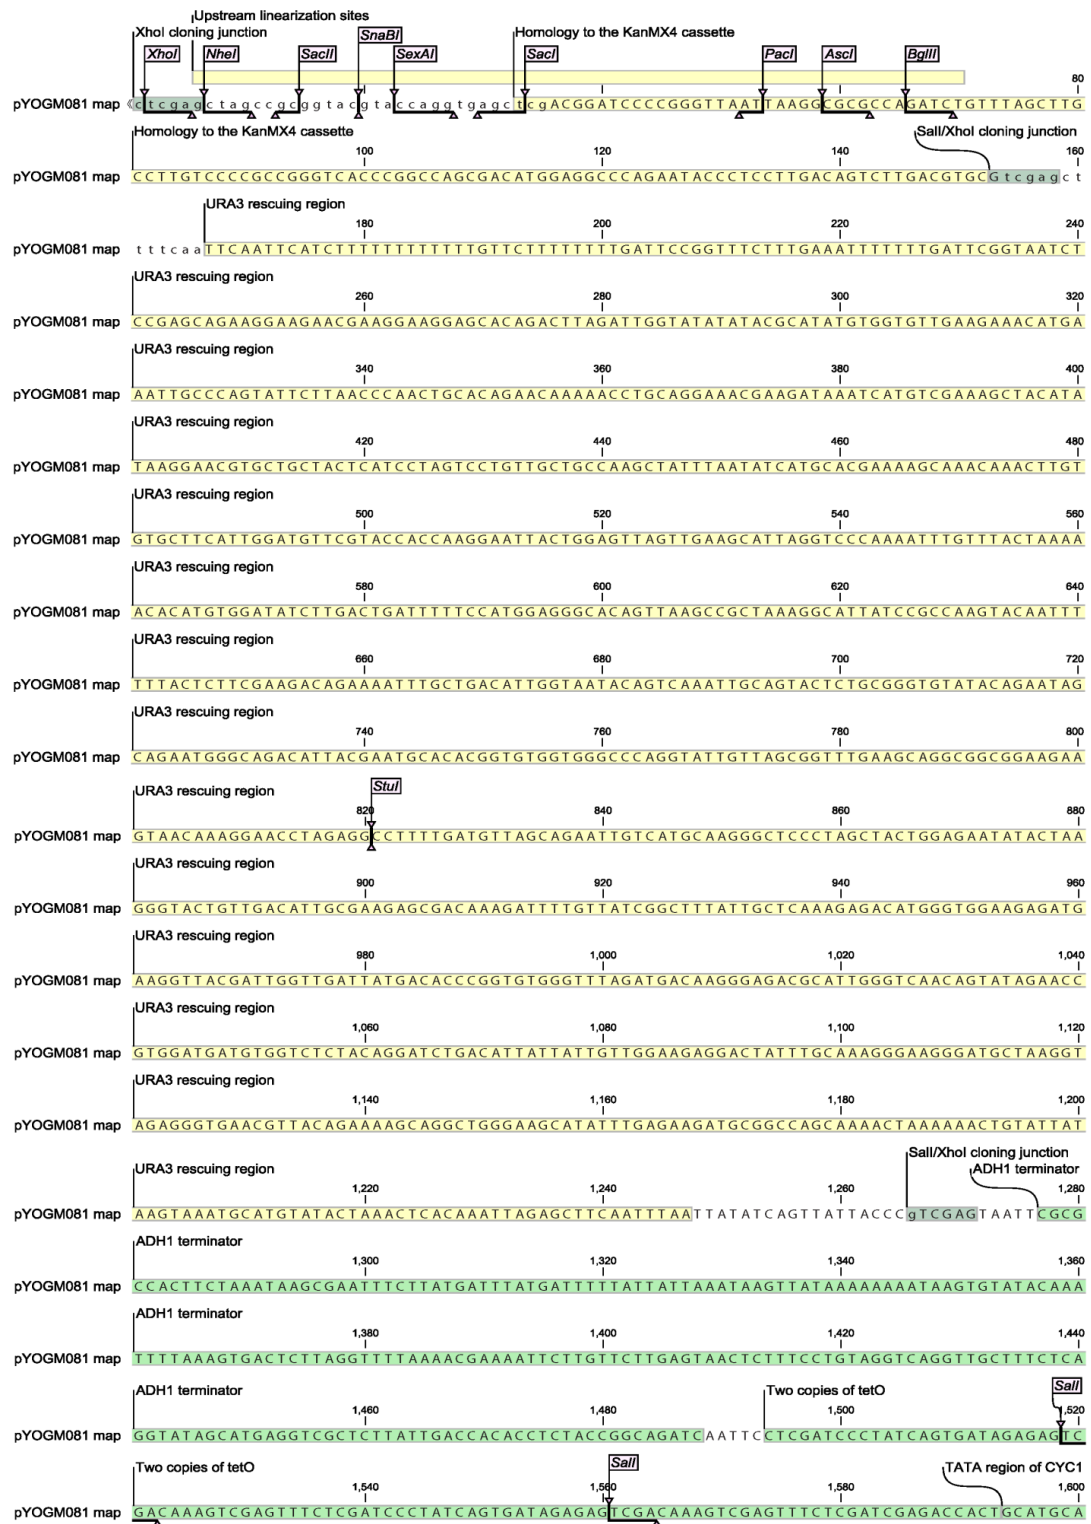 Upstream linearization sites
XhoI cloning junction SnaBI Homology to the KanMX4 cassette
XhoI NheI SacII SexAI SacI PacI AscI BglII
80
pYOGM081 map ctcgagctagccgcggtacgtaccaggtgagctcgACGGATCCCCGGGTTAATTAAGGCGCGCCAGATCTGTTTAGCTTG
Homology to the KanMX4 cassette SalI/XhoI cloning junction
100 120 140 160
pYOGM081 map CCTTGTCCCCGCCGGGTCACCCGGCCAGCGACATGGAGGCCCAGAATACCCTCCTTGACAGTCTTGACGTGCGtcgagct
URA3 rescuing region
180 200 220 240
pYOGM081 map tttcaaTTCAATTCATCTTTTTTTTTTTTGTTCTTTTTTTTGATTCCGGTTTCTTTGAAATTTTTTTGATTCGGTAATCT
URA3 rescuing region
260 280 300 320
pYOGM081 map CCGAGCAGAAGGAAGAACGAAGGAAGGAGCACAGACTTAGATTGGTATATATACGCATATGTGGTGTTGAAGAAACATGA
URA3 rescuing region
340 360 380 400
pYOGM081 map AATTGCCCAGTATTCTTAACCCAACTGCACAGAACAAAAACCTGCAGGAAACGAAGATAAATCATGTCGAAAGCTACATA
URA3 rescuing region
420 440 460 480
pYOGM081 map TAAGGAACGTGCTGCTACTCATCCTAGTCCTGTTGCTGCCAAGCTATTTAATATCATGCACGAAAAGCAAACAAACTTGT
URA3 rescuing region
500 520 540 560
pYOGM081 map GTGCTTCATTGGATGTTCGTACCACCAAGGAATTACTGGAGTTAGTTGAAGCATTAGGTCCCAAAATTTGTTTACTAAAA
URA3 rescuing region
580 600 620 640
pYOGM081 map ACACATGTGGATATCTTGACTGATTTTTCCATGGAGGGCACAGTTAAGCCGCTAAAGGCATTATCCGCCAAGTACAATTT
URA3 rescuing region
660 680 700 720
pYOGM081 map TTTACTCTTCGAAGACAGAAAATTTGCTGACATTGGTAATACAGTCAAATTGCAGTACTCTGCGGGTGTATACAGAATAG
URA3 rescuing region
740 760 780 800
pYOGM081 map CAGAATGGGCAGACATTACGAATGCACACGGTGTGGTGGGCCCAGGTATTGTTAGCGGTTTGAAGCAGGCGGCGGAAGAA
URA3 rescuing region StuI
820 840 860 880
pYOGM081 map GTAACAAAGGAACCTAGAGGCCTTTTGATGTTAGCAGAATTGTCATGCAAGGGCTCCCTAGCTACTGGAGAATATACTAA
URA3 rescuing region
900 920 940 960
pYOGM081 map GGGTACTGTTGACATTGCGAAGAGCGACAAAGATTTTGTTATCGGCTTTATTGCTCAAAGAGACATGGGTGGAAGAGATG
URA3 rescuing region
980 1,000 1,020 1,040
pYOGM081 map AAGGTTACGATTGGTTGATTATGACACCCGGTGTGGGTTTAGATGACAAGGGAGACGCATTGGGTCAACAGTATAGAACC
URA3 rescuing region
1,060 1,080 1,100 1,120
pYOGM081 map GTGGATGATGTGGTCTCTACAGGATCTGACATTATTATTGTTGGAAGAGGACTATTTGCAAAGGGAAGGGATGCTAAGGT
URA3 rescuing region
1,140 1,160 1,180 1,200
pYOGM081 map AGAGGGTGAACGTTACAGAAAAGCAGGCTGGGAAGCATATTTGAGAAGATGCGGCCAGCAAAACTAAAAAACTGTATTAT
URA3 rescuing region SalI/XhoI cloning junction
ADH1 terminator
1,220 1,240 1,260 1,280
pYOGM081 map AAGTAAATGCATGTATACTAAACTCACAAATTAGAGCTTCAATTTAATTATATCAGTTATTACCCgTCGAGTAATTCGCG
ADH1 terminator
1,300 1,320 1,340 1,360
pYOGM081 map CCACTTCTAAATAAGCGAATTTCTTATGATTTATGATTTTTATTATTAAATAAGTTATAAAAAAAATAAGTGTATACAAA
ADH1 terminator
1,380 1,400 1,420 1,440
pYOGM081 map TTTTAAAGTGACTCTTAGGTTTTAAAACGAAAATTCTTGTTCTTGAGTAACTCTTTCCTGTAGGTCAGGTTGCTTTCTCA
ADH1 terminator Two copies of tetO SalI
1,460 1,480 1,500 1,520
pYOGM081 map GGTATAGCATGAGGTCGCTCTTATTGACCACACCTCTACCGGCAGATCAATTCCTCGATCCCTATCAGTGATAGAGAGTC
Two copies of tetO SalI TATA region of CYC1
1,540 1,560 1,580 1,600
pYOGM081 map GACAAAGTCGAGTTTCTCGATCCCTATCAGTGATAGAGAGTCGACAAAGTCGAGTTTCTCGATCGAGACCACTGCATGCA